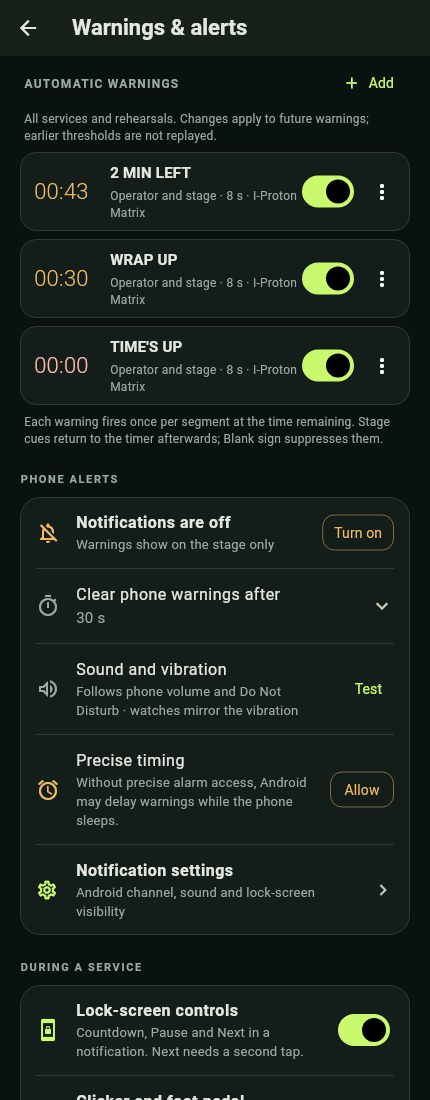 Warnings & alerts
AUTOMATIC WARNINGS
+ Add
All services and rehearsals. Changes apply to future warnings;
earlier thresholds are not replayed.
00:43
2 MIN LEFT
Operator and stage · 8 s · I-Proton
Matrix
00:30
WRAP UP
Operator and stage · 8 s · I-Proton
Matrix
00:00
TIME'S UP
Operator and stage · 8 s · I-Proton
Matrix
Each warning fires once per segment at the time remaining. Stage
cues return to the timer afterwards; Blank sign suppresses them.
PHONE ALERTS
Notifications are off
Warnings show on the stage only
Turn on
Clear phone warnings after
30 s
Sound and vibration
Follows phone volume and Do Not
Disturb · watches mirror the vibration
Test
Precise timing
Without precise alarm access, Android
may delay warnings while the phone
sleeps.
Allow
Notification settings
Android channel, sound and lock-screen
visibility
DURING A SERVICE
Lock-screen controls
Countdown, Pause and Next in a
notification. Next needs a second tap.
Clicker and foot pedal